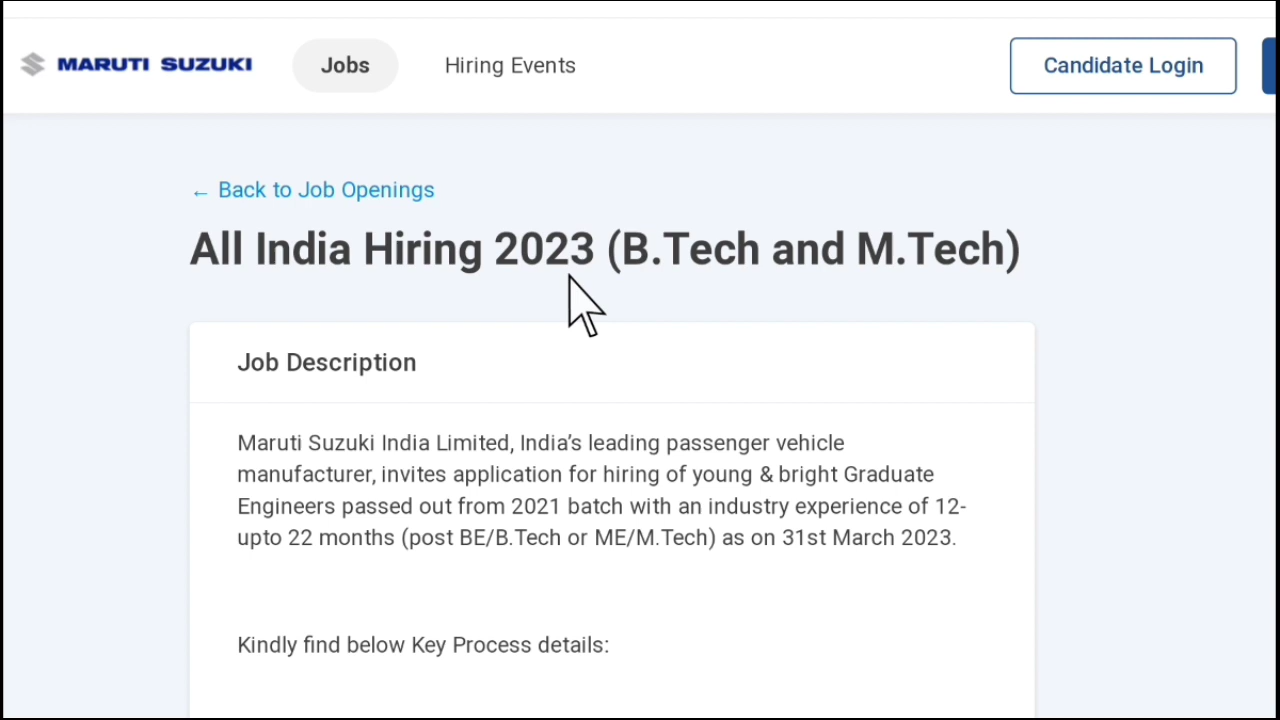 MARUTI SUZUKI Jobs Hiring Events Candidate Login
← Back to Job Openings
All India Hiring 2023 (B.Tech and M.Tech)
Job Description
Maruti Suzuki India Limited, India’s leading passenger vehicle
manufacturer, invites application for hiring of young & bright Graduate
Engineers passed out from 2021 batch with an industry experience of 12-
upto 22 months (post BE/B.Tech or ME/M.Tech) as on 31st March 2023.
Kindly find below Key Process details: